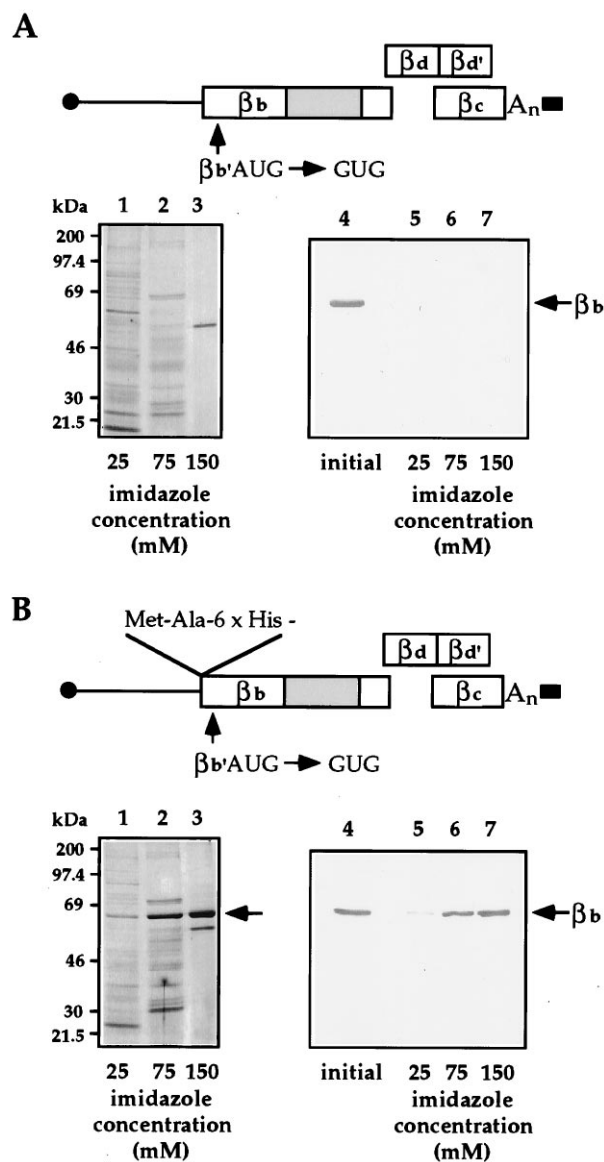 A
βd βd'
βb βc An
βb'AUG → GUG
kDa 1 2 3
200
97.4
69
46
30
21.5
25 75 150
imidazole
concentration
(mM)
4 5 6 7
βb
initial 25 75 150
imidazole
concentration
(mM)
B
Met-Ala-6 x His -
βd βd'
βb βc An
βb'AUG → GUG
kDa 1 2 3
200
97.4
69
46
30
21.5
25 75 150
imidazole
concentration
(mM)
4 5 6 7
βb
initial 25 75 150
imidazole
concentration
(mM)